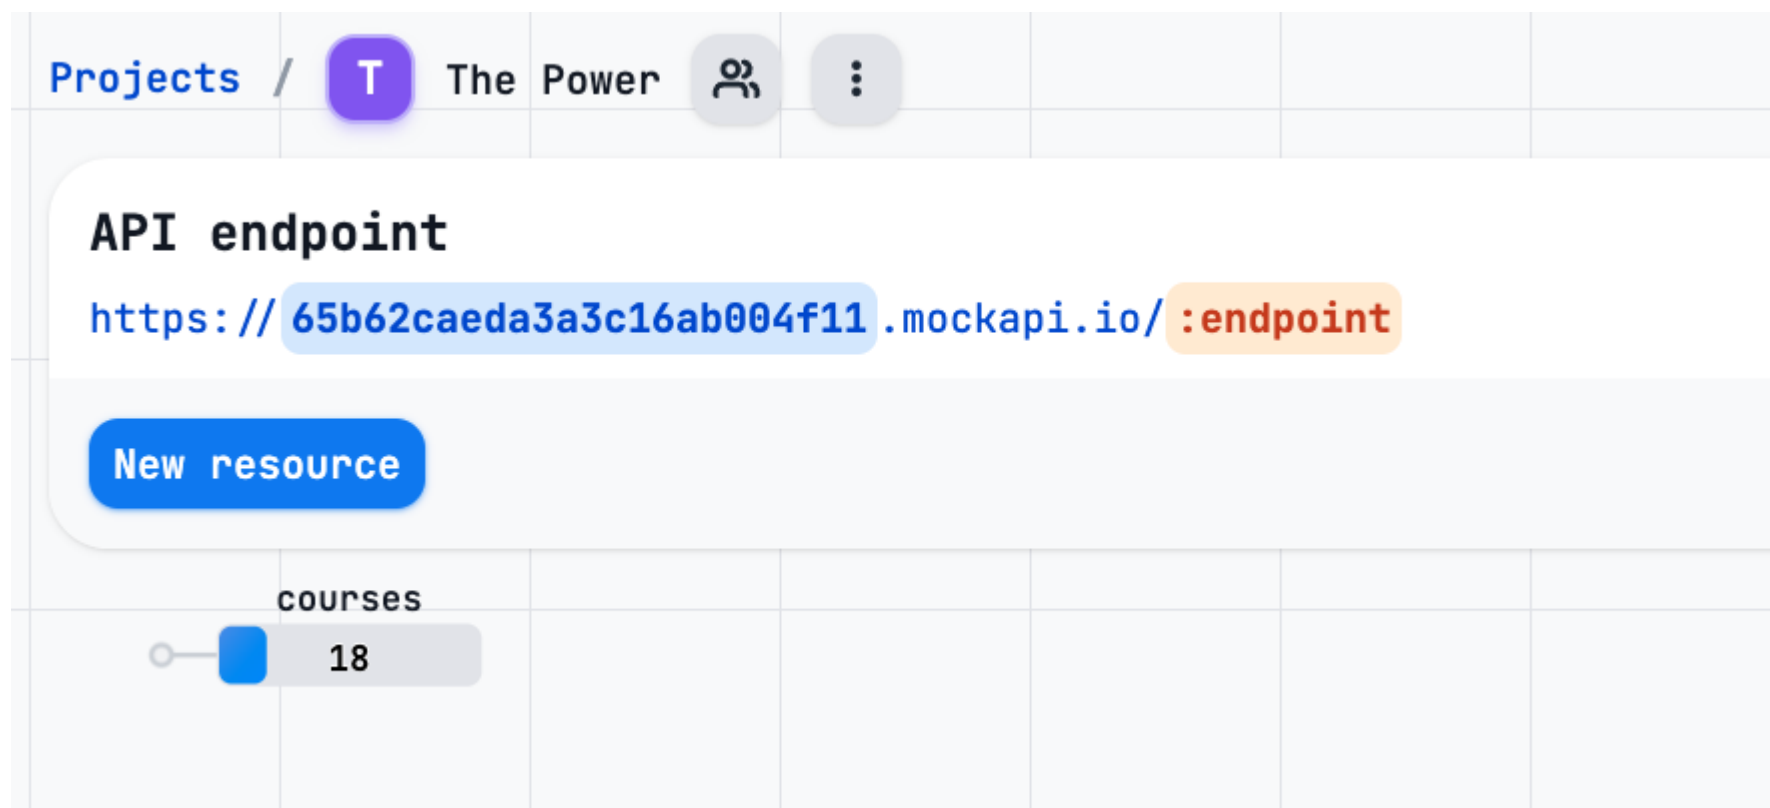 Projects / T The Power
API endpoint
https://65b62caeda3a3c16ab004f11.mockapi.io/:endpoint
New resource
courses
18